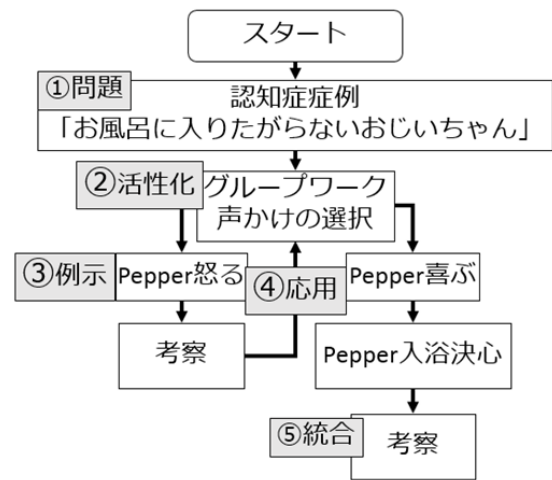 スタート
①問題
認知症症例
「お風呂に入りたがらないおじいちゃん」
②活性化
グループワーク
声かけの選択
③例示
Pepper怒る
④応用
Pepper喜ぶ
考察
Pepper入浴決心
⑤統合
考察